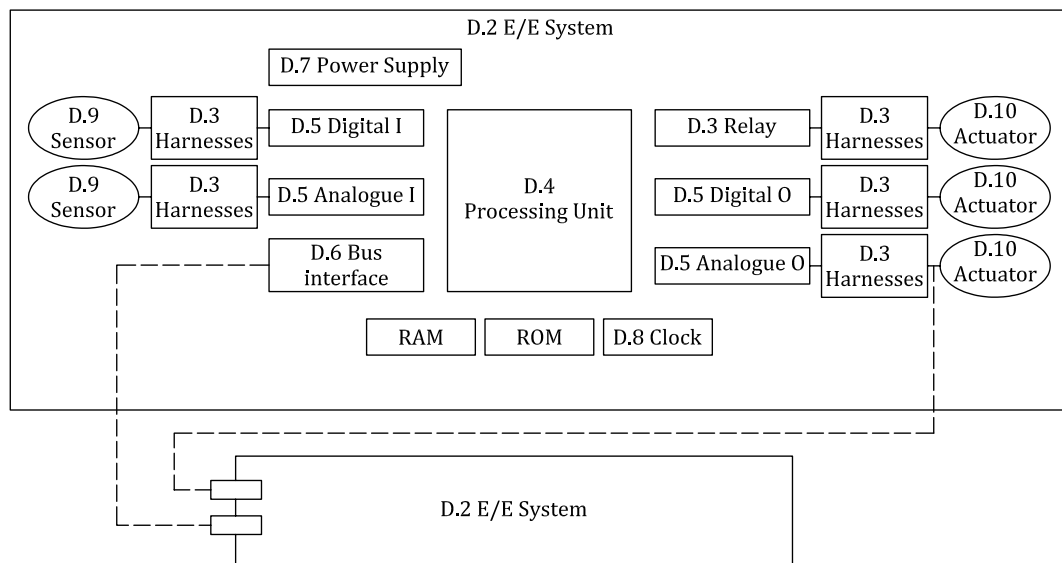 D.2 E/E System
D.7 Power Supply
D.9
Sensor
D.3
Harnesses
D.5 Digital I
D.9
Sensor
D.3
Harnesses
D.5 Analogue I
D.6 Bus
interface
D.4
Processing Unit
D.3 Relay
D.3
Harnesses
D.10
Actuator
D.5 Digital O
D.3
Harnesses
D.10
Actuator
D.5 Analogue O
D.3
Harnesses
D.10
Actuator
RAM
ROM
D.8 Clock
D.2 E/E System